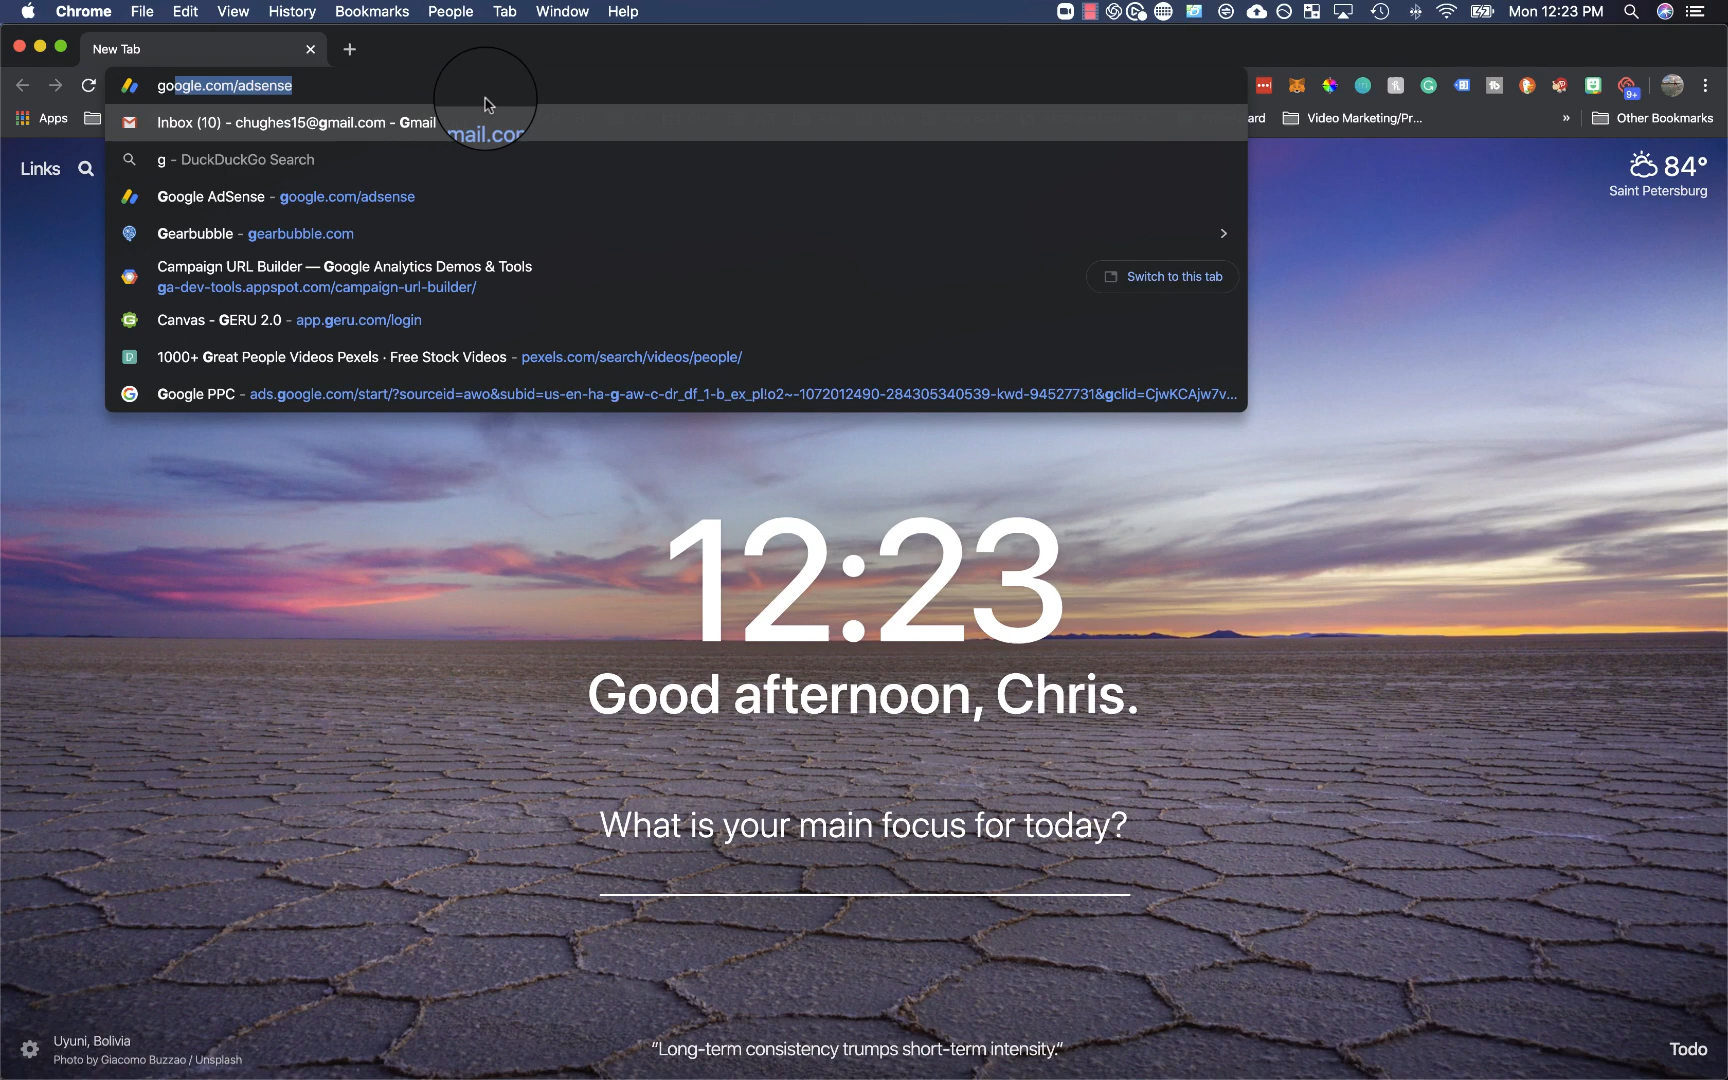 Chrome File Edit View History Bookmarks People Tab Window Help Mon 12:23 PM
New Tab
google.com/adsense
9+
Apps
Inbox (10) - chughes15@gmail.com - Gmail
mail.cor
ard
Video Marketing/Pr...
»
Other Bookmarks
Links
g - DuckDuckGo Search
84°
Saint Petersburg
Google AdSense - google.com/adsense
Gearbubble - gearbubble.com
Campaign URL Builder — Google Analytics Demos & Tools
ga-dev-tools.appspot.com/campaign-url-builder/
Switch to this tab
Canvas - GERU 2.0 - app.geru.com/login
1000+ Great People Videos Pexels · Free Stock Videos - pexels.com/search/videos/people/
Google PPC - ads.google.com/start/?sourceid=awo&subid=us-en-ha-g-aw-c-dr_df_1-b_ex_pl!o2~-1072012490-284305340539-kwd-94527731&gclid=CjwKCAjw7v...
12:23
Good afternoon, Chris.
What is your main focus for today?
Uyuni, Bolivia
Photo by Giacomo Buzzao / Unsplash
"Long-term consistency trumps short-term intensity."
Todo